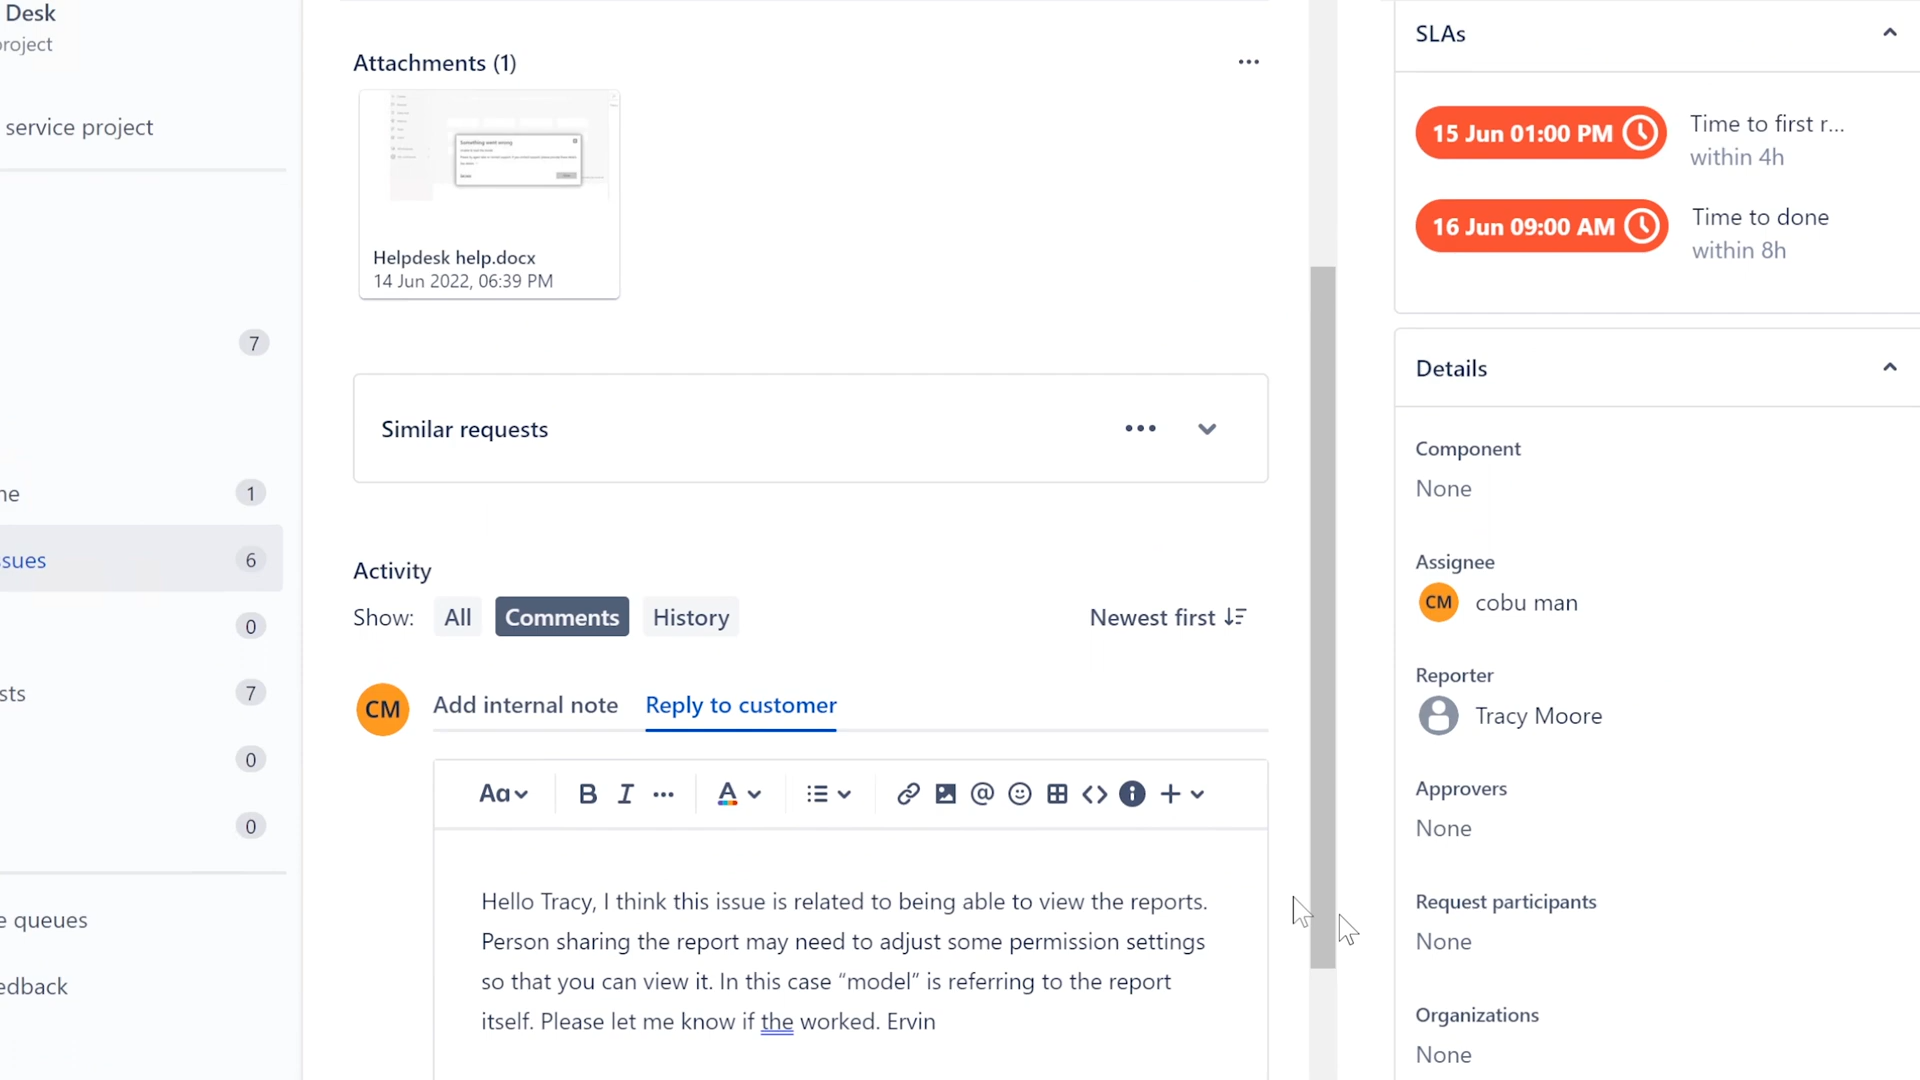 Desk
roject
service project
7
ne
1
ssues
6
0
sts
7
0
0
e queues
edback
Attachments (1)
Something went wrong
Helpdesk help.docx
14 Jun 2022, 06:39 PM
Similar requests
Activity
Show: All Comments History
Newest first
CM
Add internal note Reply to customer
Aa B I A @ + 
Hello Tracy, I think this issue is related to being able to view the reports.
Person sharing the report may need to adjust some permission settings
so that you can view it. In this case “model” is referring to the report
itself. Please let me know if the worked. Ervin
SLAs
15 Jun 01:00 PM
Time to first r...
within 4h
16 Jun 09:00 AM
Time to done
within 8h
Details
Component
None
Assignee
CM cobu man
Reporter
Tracy Moore
Approvers
None
Request participants
None
Organizations
None